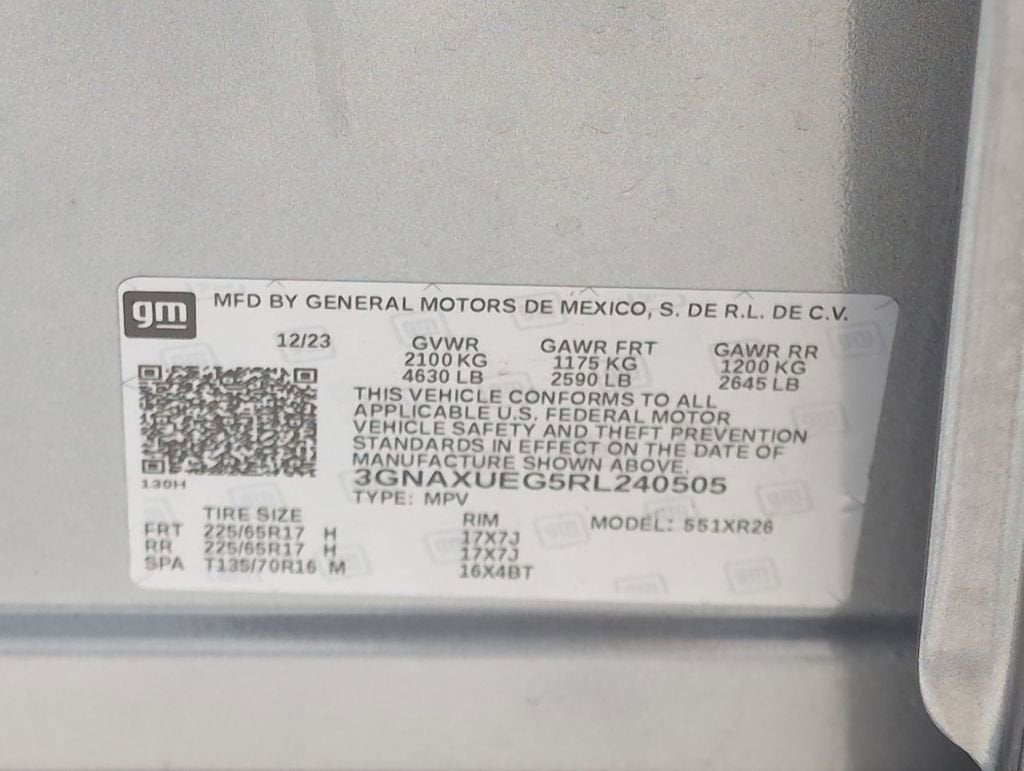 gm
MFD BY GENERAL MOTORS DE MEXICO, S. DE R.L. DE C.V.
12/23 GVWR GAWR FRT GAWR RR
2100 KG 1175 KG 1200 KG
4630 LB 2590 LB 2645 LB
THIS VEHICLE CONFORMS TO ALL
APPLICABLE U.S. FEDERAL MOTOR
VEHICLE SAFETY AND THEFT PREVENTION
STANDARDS IN EFFECT ON THE DATE OF
MANUFACTURE SHOWN ABOVE.
130H
3GNAXUEG5RL240505
TYPE: MPV
TIRE SIZE RIM MODEL: 551XR26
FRT 225/65R17 H 17X7J
RR 225/65R17 H 17X7J
SPA T135/70R16 M 16X4BT